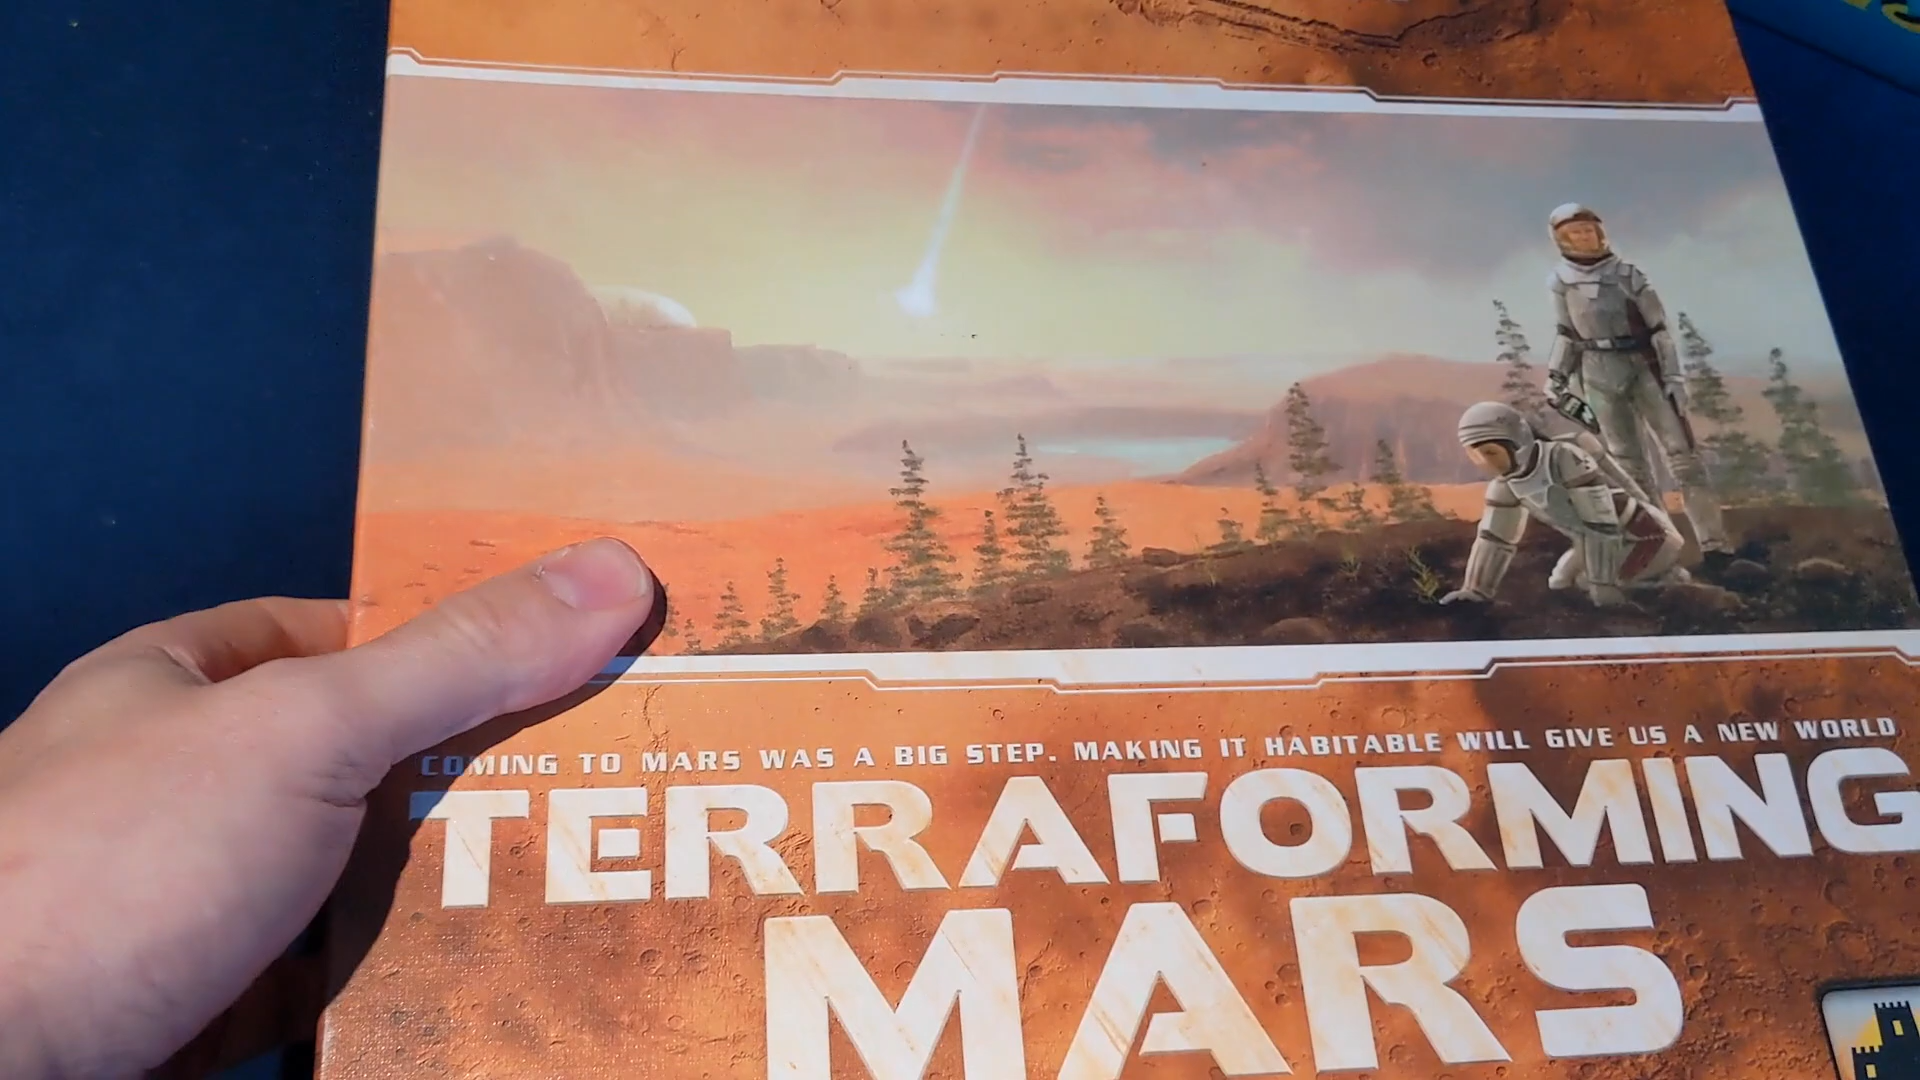 COMING TO MARS WAS A BIG STEP. MAKING IT HABITABLE WILL GIVE US A NEW WORLD
TERRAFORMING
MARS